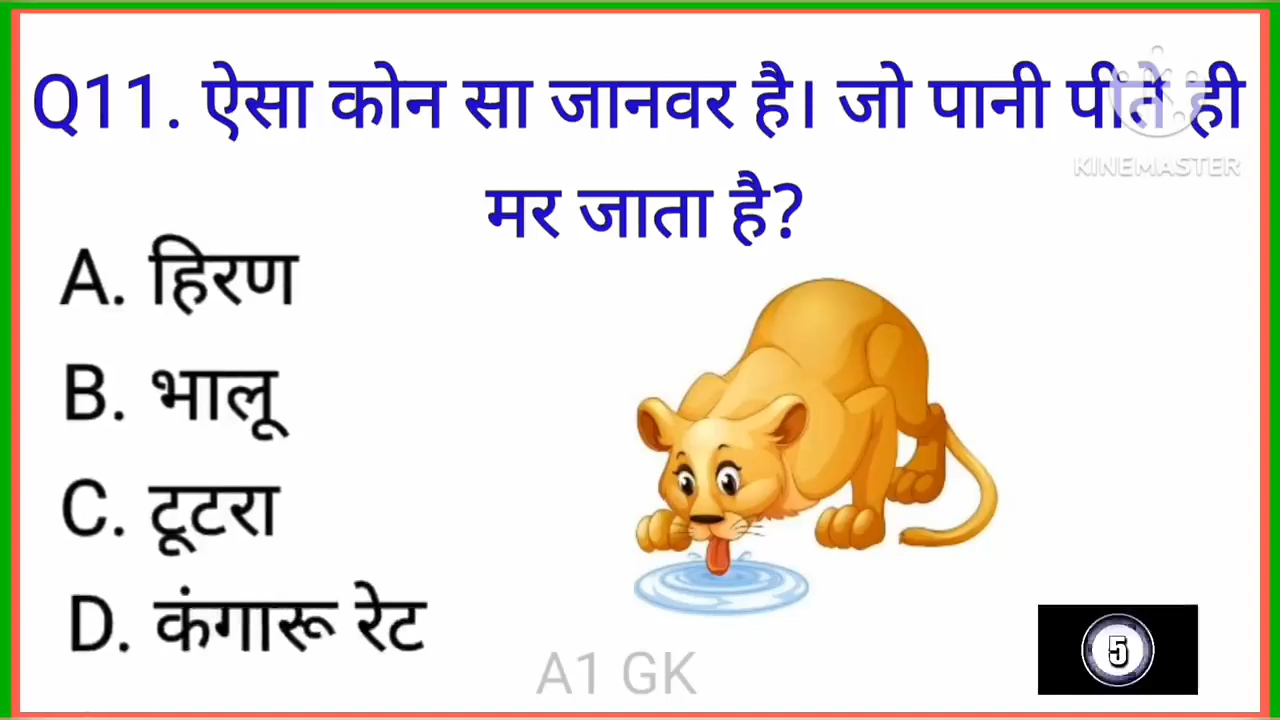 Q11. ऐसा कोन सा जानवर है। जो पानी पीते ही
KINEMASTER
मर जाता है?
A. हिरण
B. भालू
C. टूटरा
D. कंगारू रेट
A1 GK
5